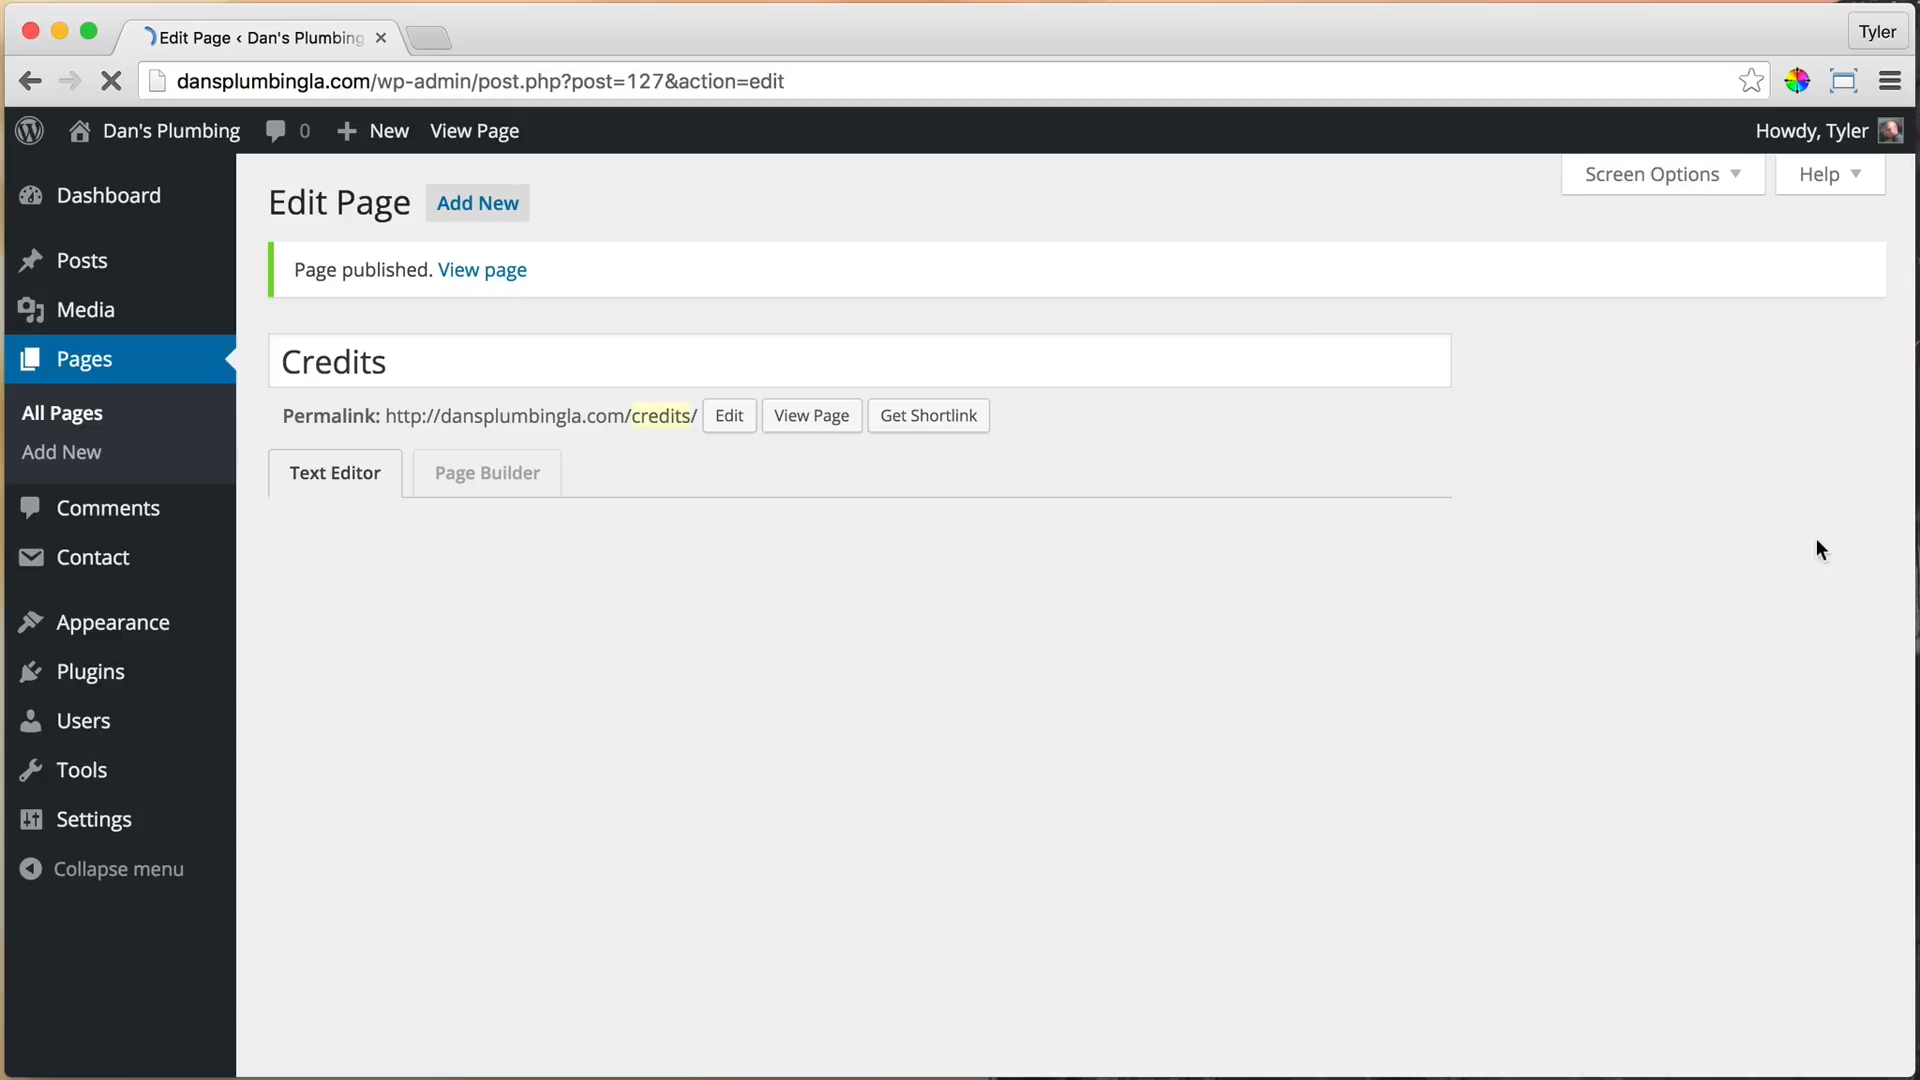 Edit Page ‹ Dan's Plumbing
Tyler
dansplumbingla.com/wp-admin/post.php?post=127&action=edit
Dan's Plumbing
0
New
View Page
Howdy, Tyler
Dashboard
Posts
Media
Pages
All Pages
Add New
Comments
Contact
Appearance
Plugins
Users
Tools
Settings
Collapse menu
Screen Options
Help
Edit Page
Add New
Page published. View page
Credits
Permalink: http://dansplumbingla.com/credits/
Edit
View Page
Get Shortlink
Text Editor
Page Builder